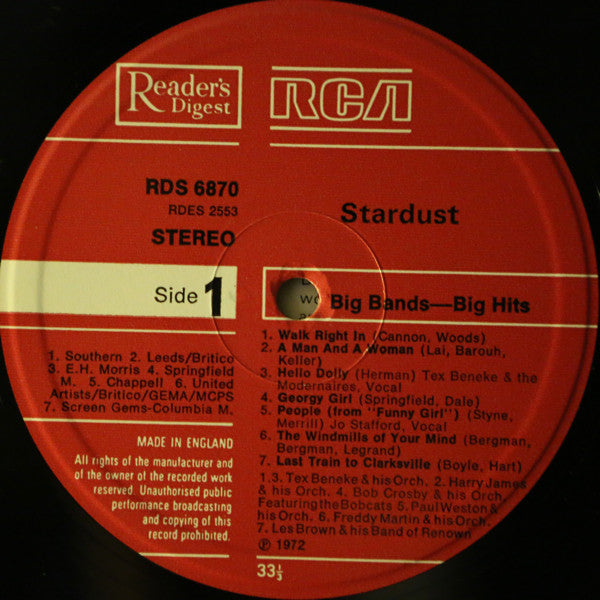 Reader's
Digest
RCA
RDS 6870
RDES 2553
STEREO
Stardust
Side 1
Big Bands—Big Hits
1. Southern 2. Leeds/Britico
3. E.H. Morris 4. Springfield
M. 5. Chappell 6. United
Artists/Britico/GEMA/MCPS
7. Screen Gems-Columbia M.
MADE IN ENGLAND
All rights of the manufacturer and
of the owner of the recorded work
reserved. Unauthorised public
performance broadcasting
and copying of this
record prohibited.
1. Walk Right In (Cannon, Woods)
2. A Man And A Woman (Lai, Barouh,
Keller)
3. Hello Dolly (Herman) Tex Beneke & the
Modernaires, Vocal
4. Georgy Girl (Springfield, Dale)
5. People (from "Funny Girl") (Styne,
Merrill) Jo Stafford, Vocal
6. The Windmills of Your Mind (Bergman,
Bergman, Legrand)
7. Last Train to Clarksville (Boyle, Hart)
1.3. Tex Beneke & his Orch. 2. Harry James
& his Orch. 4. Bob Crosby & his Orch.
Featuring the Bobcats 5. Paul Weston &
his Orch. 6. Freddy Martin & his Orch.
7. Les Brown & his Band of Renown
℗ 1972
33⅓